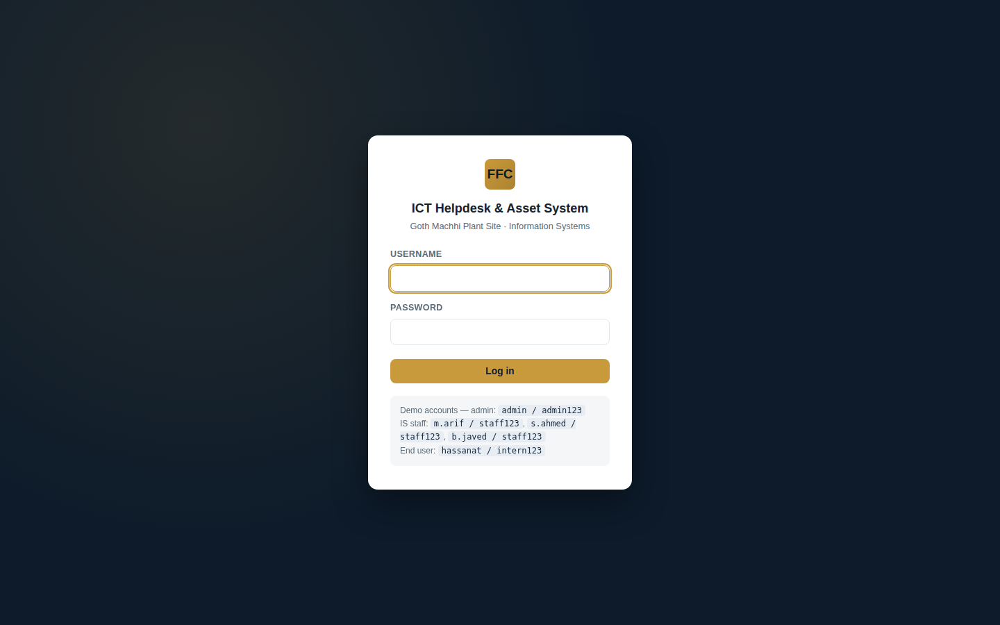 FFC
ICT Helpdesk & Asset System
Goth Machhi Plant Site · Information Systems
USERNAME
PASSWORD
Log in
Demo accounts — admin: admin / admin123
IS staff: m.arif / staff123 , s.ahmed /
staff123 , b.javed / staff123
End user: hassanat / intern123